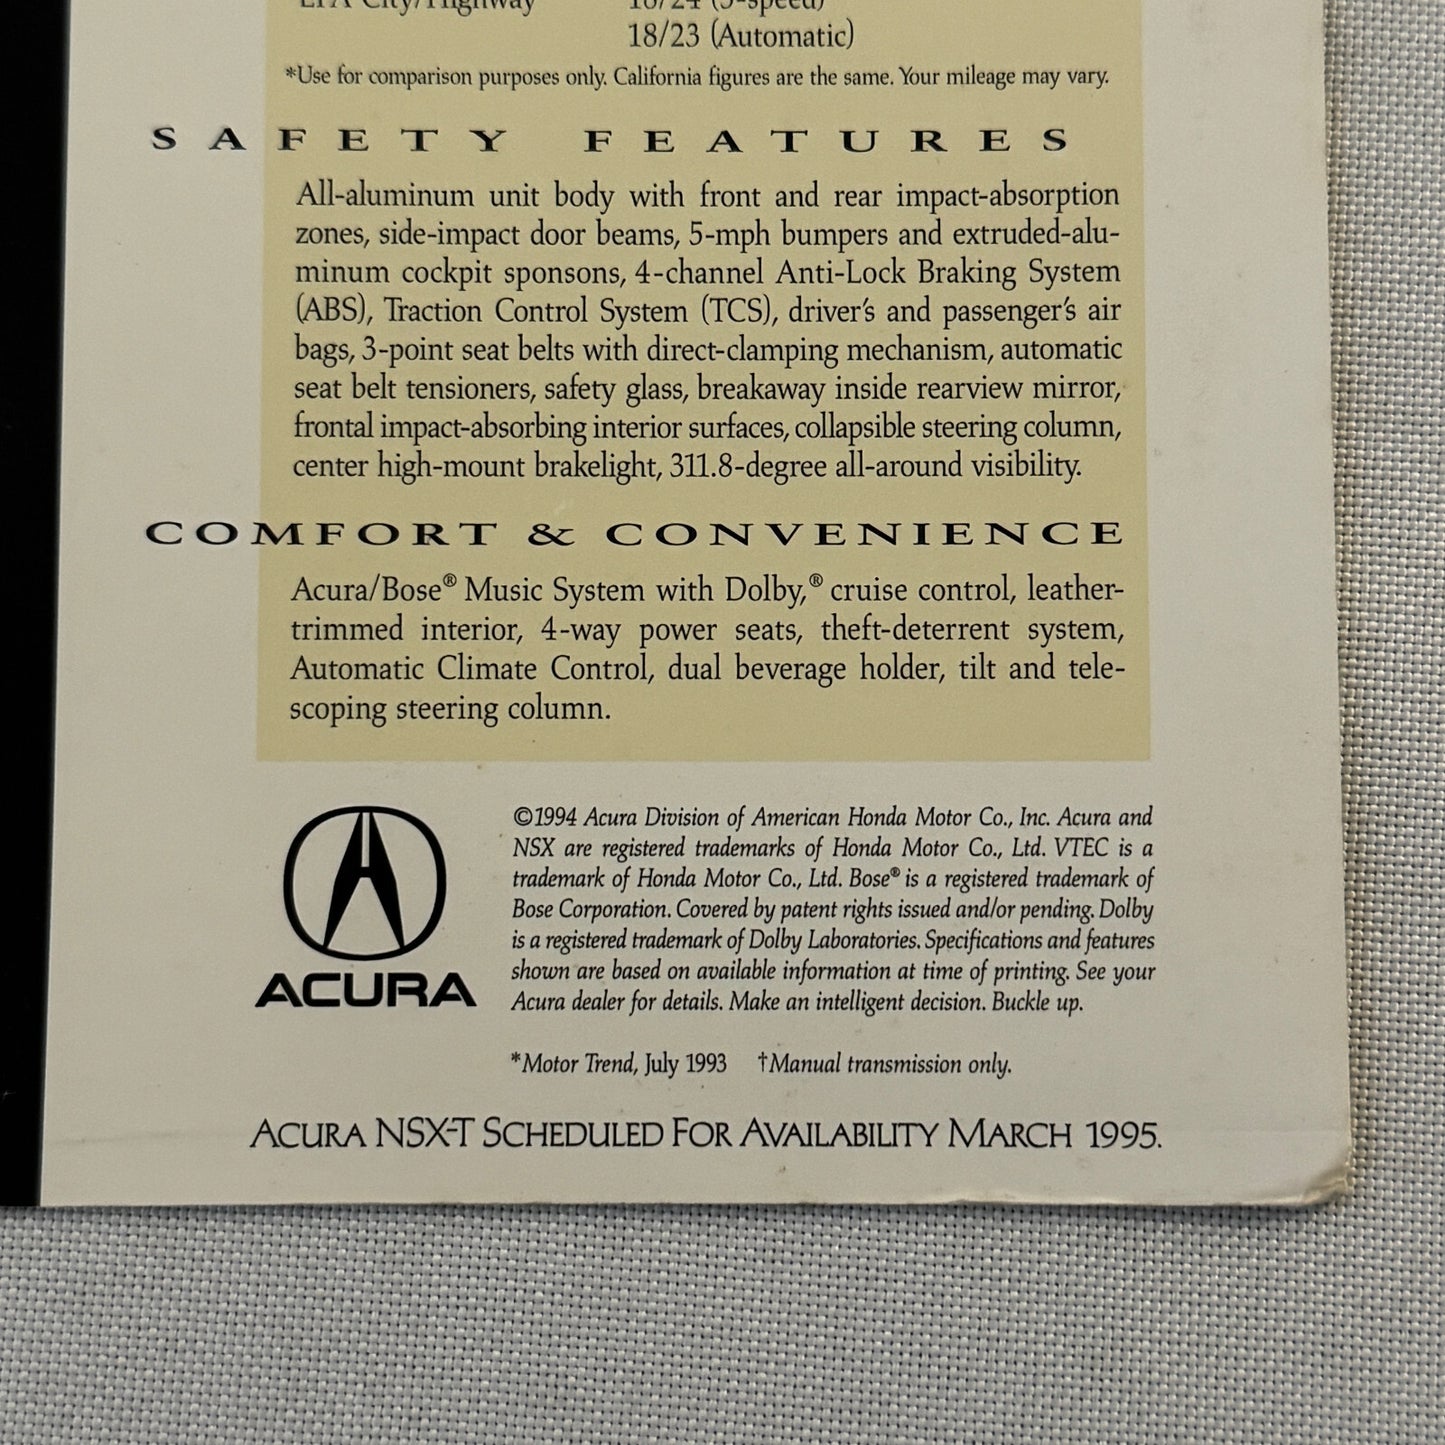 EPA City/Highway 18/24 (5-speed)
18/23 (Automatic)
*Use for comparison purposes only. California figures are the same. Your mileage may vary.
SAFETY FEATURES
All-aluminum unit body with front and rear impact-absorption
zones, side-impact door beams, 5-mph bumpers and extruded-alu-
minum cockpit sponsons, 4-channel Anti-Lock Braking System
(ABS), Traction Control System (TCS), driver's and passenger's air
bags, 3-point seat belts with direct-clamping mechanism, automatic
seat belt tensioners, safety glass, breakaway inside rearview mirror,
frontal impact-absorbing interior surfaces, collapsible steering column,
center high-mount brakelight, 311.8-degree all-around visibility.
COMFORT & CONVENIENCE
Acura/Bose® Music System with Dolby,® cruise control, leather-
trimmed interior, 4-way power seats, theft-deterrent system,
Automatic Climate Control, dual beverage holder, tilt and tele-
scoping steering column.
©1994 Acura Division of American Honda Motor Co., Inc. Acura and
NSX are registered trademarks of Honda Motor Co., Ltd. VTEC is a
trademark of Honda Motor Co., Ltd. Bose® is a registered trademark of
Bose Corporation. Covered by patent rights issued and/or pending. Dolby
is a registered trademark of Dolby Laboratories. Specifications and features
shown are based on available information at time of printing. See your
Acura dealer for details. Make an intelligent decision. Buckle up.
ACURA
*Motor Trend, July 1993 †Manual transmission only.
ACURA NSX-T SCHEDULED FOR AVAILABILITY MARCH 1995.